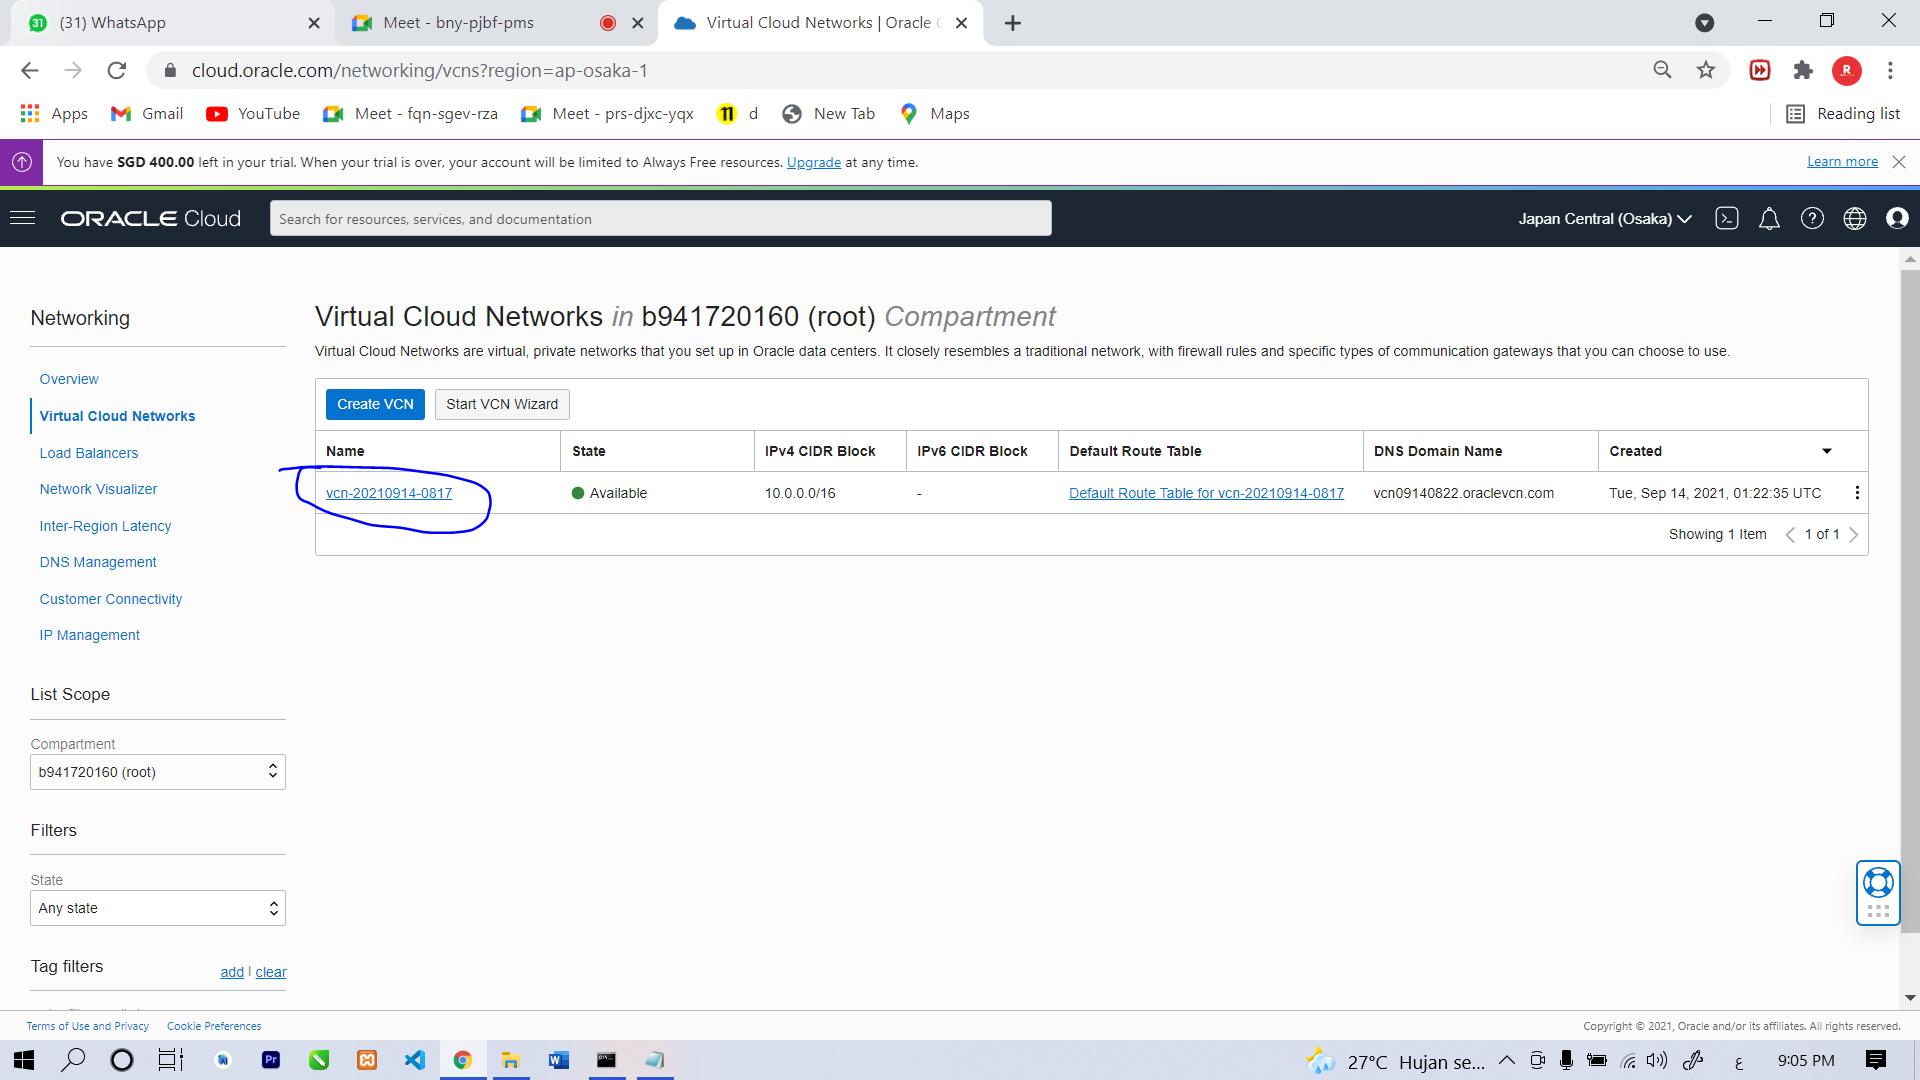 (31) WhatsApp
Meet - bny-pjbf-pms
Virtual Cloud Networks | Oracle C
cloud.oracle.com/networking/vcns?region=ap-osaka-1
Apps
Gmail
YouTube
Meet - fqn-sgev-rza
Meet - prs-djxc-yqx
d
New Tab
Maps
Reading list
You have SGD 400.00 left in your trial. When your trial is over, your account will be limited to Always Free resources. Upgrade at any time.
Learn more
ORACLE Cloud
Search for resources, services, and documentation
Japan Central (Osaka)
Networking
Overview
Virtual Cloud Networks
Load Balancers
Network Visualizer
Inter-Region Latency
DNS Management
Customer Connectivity
IP Management
List Scope
Compartment
b941720160 (root)
Filters
State
Any state
Tag filters
add | clear
Virtual Cloud Networks in b941720160 (root) Compartment
Virtual Cloud Networks are virtual, private networks that you set up in Oracle data centers. It closely resembles a traditional network, with firewall rules and specific types of communication gateways that you can choose to use.
Create VCN
Start VCN Wizard
Name State IPv4 CIDR Block IPv6 CIDR Block Default Route Table DNS Domain Name Created
vcn-20210914-0817 Available 10.0.0.0/16 - Default Route Table for vcn-20210914-0817 vcn09140822.oraclevcn.com Tue, Sep 14, 2021, 01:22:35 UTC
Showing 1 Item 1 of 1
Terms of Use and Privacy
Cookie Preferences
Copyright © 2021, Oracle and/or its affiliates. All rights reserved.
27°C Hujan se...
ع
9:05 PM